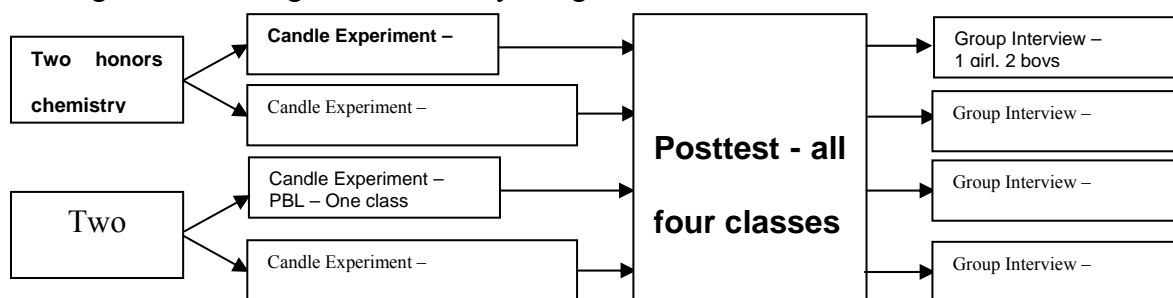 Two honors
chemistry
Candle Experiment –
Candle Experiment –
Two
Candle Experiment –
PBL – One class
Candle Experiment –
Posttest - all
four classes
Group Interview –
1 girl, 2 boys
Group Interview –
Group Interview –
Group Interview –